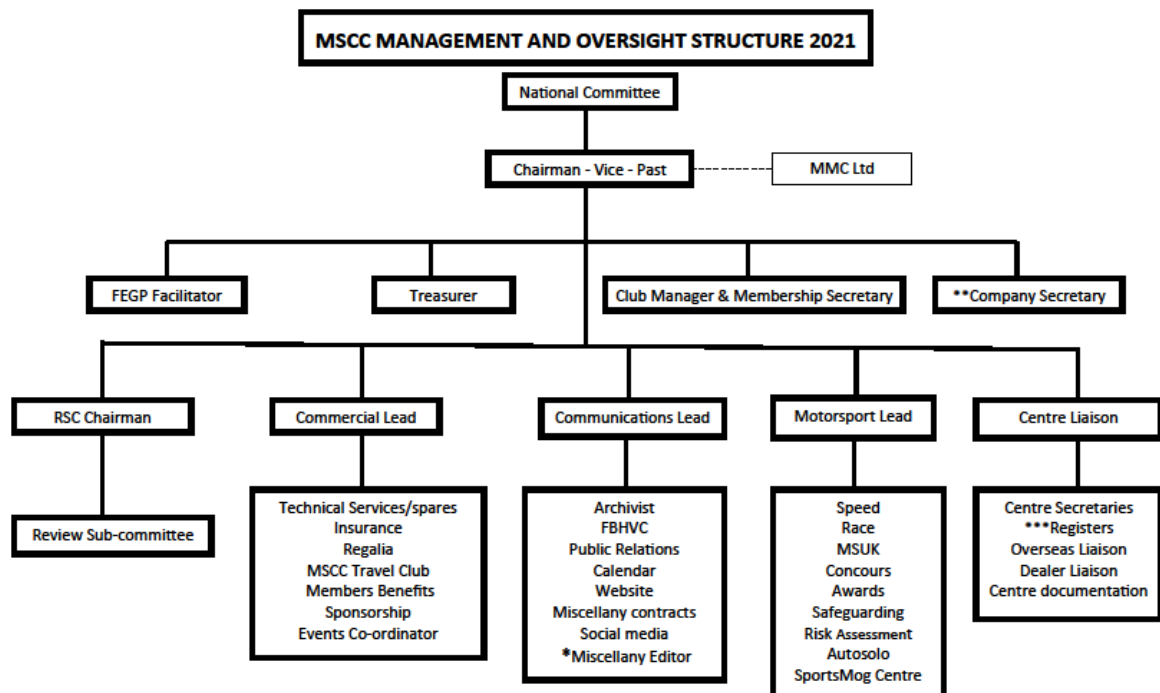 MSCC MANAGEMENT AND OVERSIGHT STRUCTURE 2021
National Committee
Chairman - Vice - Past
MMC Ltd
FEGP Facilitator
Treasurer
Club Manager & Membership Secretary
**Company Secretary
RSC Chairman
Commercial Lead
Communications Lead
Motorsport Lead
Centre Liaison
Review Sub-committee
Technical Services/spares
Insurance
Regalia
MSCC Travel Club
Members Benefits
Sponsorship
Events Co-ordinator
Archivist
FBHVC
Public Relations
Calendar
Website
Miscellany contracts
Social media
*Miscellany Editor
Speed
Race
MSUK
Concours
Awards
Safeguarding
Risk Assessment
Autosolo
SportsMog Centre
Centre Secretaries
***Registers
Overseas Liaison
Dealer Liaison
Centre documentation